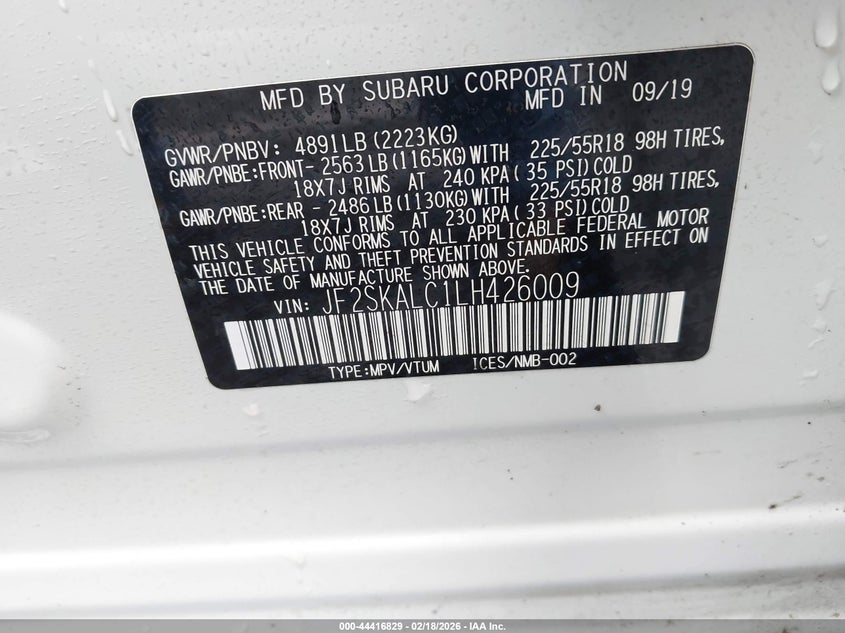 MFD BY SUBARU CORPORATION
MFD IN 09/19
GVWR/PNBV: 4891LB (2223KG)
GAWR/PNBE:FRONT- 2563LB(1165KG)WITH 225/55R18 98H TIRES,
18X7J RIMS AT 240 KPA( 35 PSI)COLD
GAWR/PNBE:REAR - 2486LB(1130KG)WITH 225/55R18 98H TIRES,
18X7J RIMS AT 230 KPA( 33 PSI)COLD
THIS VEHICLE CONFORMS TO ALL APPLICABLE FEDERAL MOTOR
VEHICLE SAFETY AND THEFT PREVENTION STANDARDS IN EFFECT ON
THE DATE OF MANUFACTURE SHOWN ABOVE.
VIN: JF2SKALC1LH426009
TYPE:MPV/VTUM ICES/NMB-002
000-44416829 - 02/18/2026 - IAA Inc.